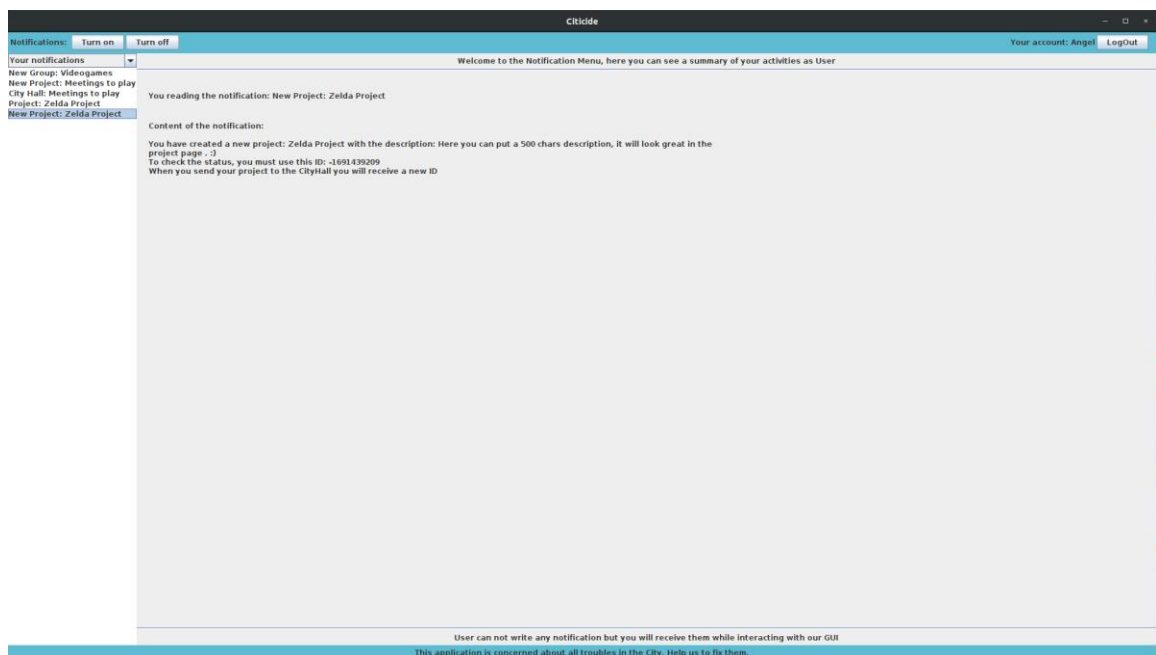 Citicide
Notifications: Turn on Turn off Your account: Angel LogOut
Your notifications
Welcome to the Notification Menu, here you can see a summary of your activities as User
New Group: Videogames
New Project: Meetings to play
City Hall: Meetings to play
Project: Zelda Project
New Project: Zelda Project
You reading the notification: New Project: Zelda Project
Content of the notification:
You have created a new project: Zelda Project with the description: Here you can put a 500 chars description, it will look great in the
project page . :)
To check the status, you must use this ID: -1691439209
When you send your project to the CityHall you will receive a new ID
User can not write any notification but you will receive them while interacting with our GUI
This application is concerned about all troubles in the City. Help us to fix them.